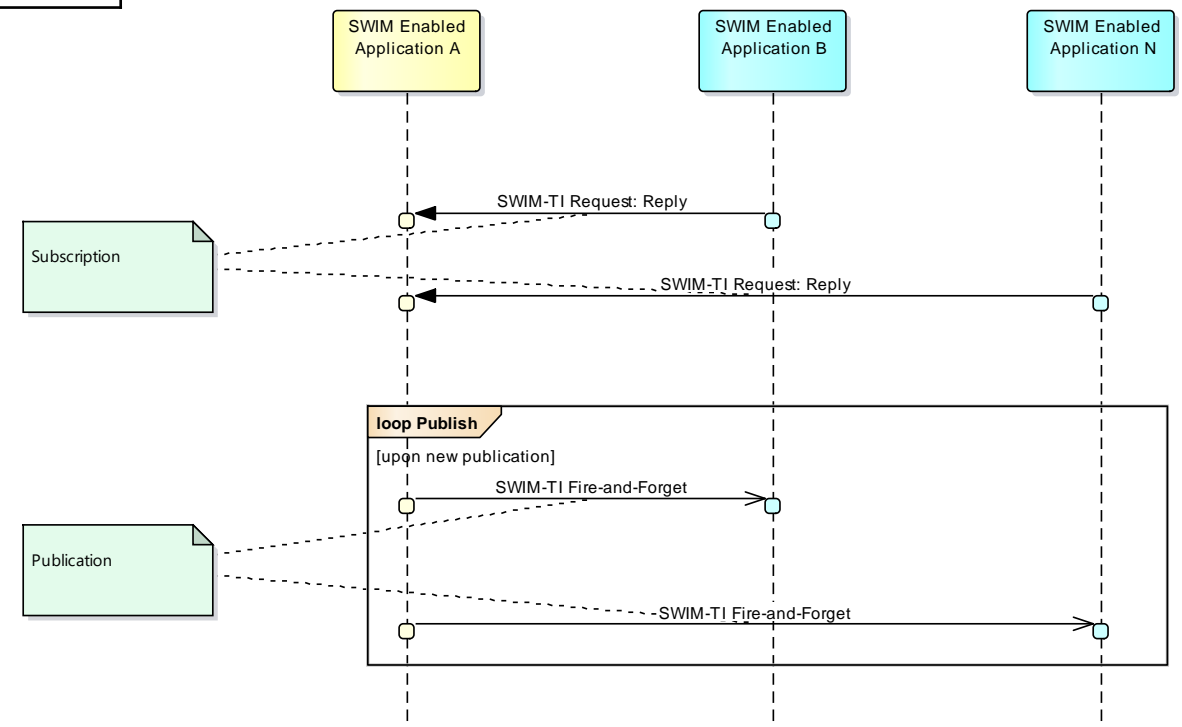 SWIM Enabled
Application A
SWIM Enabled
Application B
SWIM Enabled
Application N
SWIM-TI Request: Reply
Subscription
SWIM-TI Request: Reply
loop Publish
[upon new publication]
SWIM-TI Fire-and-Forget
Publication
SWIM-TI Fire-and-Forget